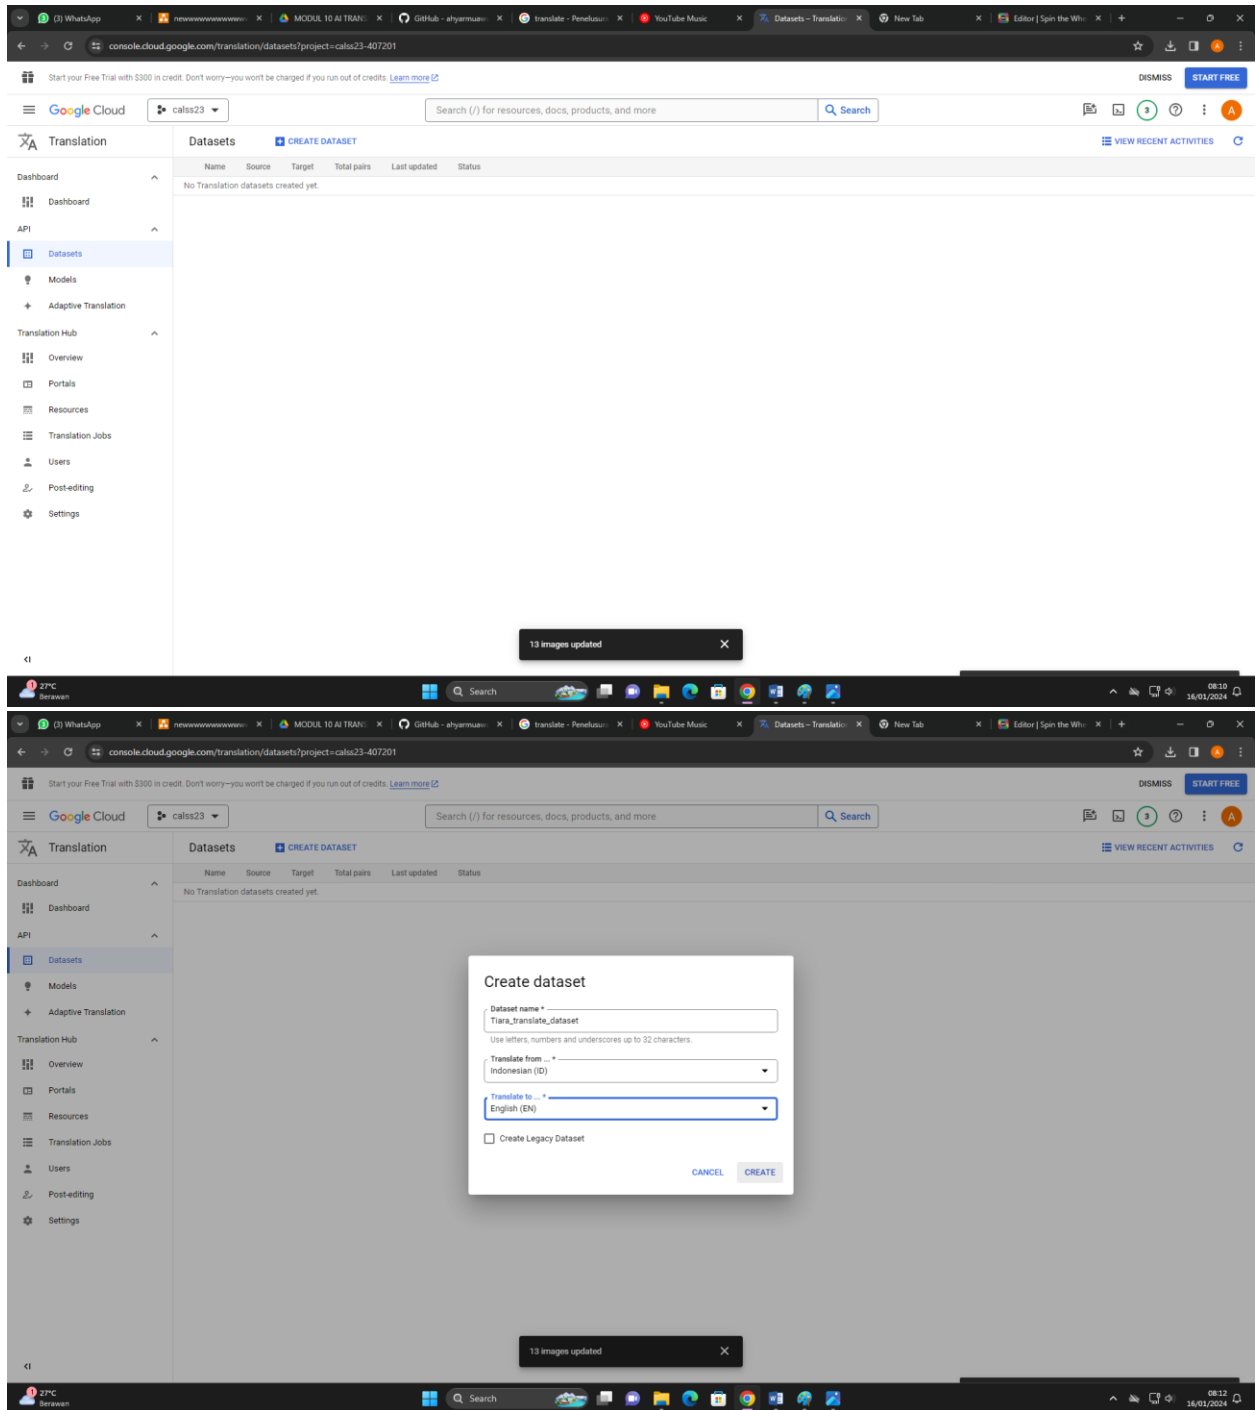 (3) WhatsApp
newwwwwwwwwwww
MODUL 10 AI TRANS
GitHub - ahyarmuaw
translate - Penelusur
YouTube Music
Datasets – Translation
New Tab
Editor | Spin the Whe
console.cloud.google.com/translation/datasets?project=calss23-407201
Start your Free Trial with $300 in credit. Don't worry—you won't be charged if you run out of credits. Learn more
DISMISS
START FREE
Google Cloud
calss23
Search (/) for resources, docs, products, and more
Search
3
A
Translation
Datasets
CREATE DATASET
VIEW RECENT ACTIVITIES
Name Source Target Total pairs Last updated Status
No Translation datasets created yet.
Dashboard
Dashboard
API
Datasets
Models
Adaptive Translation
Translation Hub
Overview
Portals
Resources
Translation Jobs
Users
Post-editing
Settings
13 images updated
1
27°C
Berawan
Search
08:10
16/01/2024
(3) WhatsApp
newwwwwwwwwwww
MODUL 10 AI TRANS
GitHub - ahyarmuaw
translate - Penelusur
YouTube Music
Datasets – Translation
New Tab
Editor | Spin the Whe
console.cloud.google.com/translation/datasets?project=calss23-407201
Start your Free Trial with $300 in credit. Don't worry—you won't be charged if you run out of credits. Learn more
DISMISS
START FREE
Google Cloud
calss23
Search (/) for resources, docs, products, and more
Search
3
A
Translation
Datasets
CREATE DATASET
VIEW RECENT ACTIVITIES
Name Source Target Total pairs Last updated Status
No Translation datasets created yet.
Dashboard
Dashboard
API
Datasets
Models
Adaptive Translation
Translation Hub
Overview
Portals
Resources
Translation Jobs
Users
Post-editing
Settings
Create dataset
Dataset name *
Tiara_translate_dataset
Use letters, numbers and underscores up to 32 characters.
Translate from ... *
Indonesian (ID)
Translate to ... *
English (EN)
Create Legacy Dataset
CANCEL
CREATE
13 images updated
1
27°C
Berawan
Search
08:12
16/01/2024